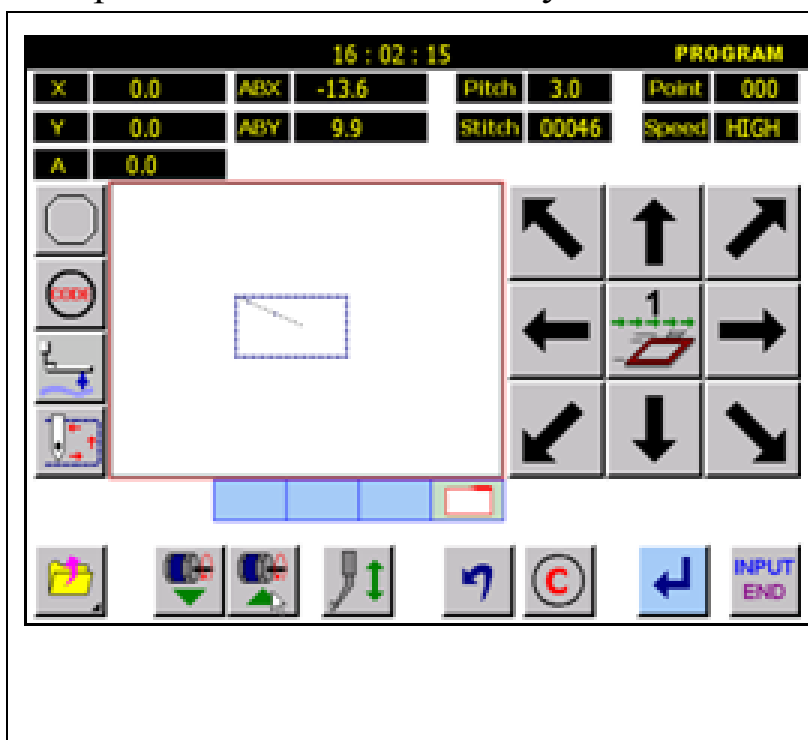 16 : 02 : 15 PROGRAM
X 0.0 ABX -13.6 Pitch 3.0 Point 000
Y 0.0 ABY 9.9 Stitch 00046 Speed HIGH
A 0.0
CODE
1
C
INPUT
END